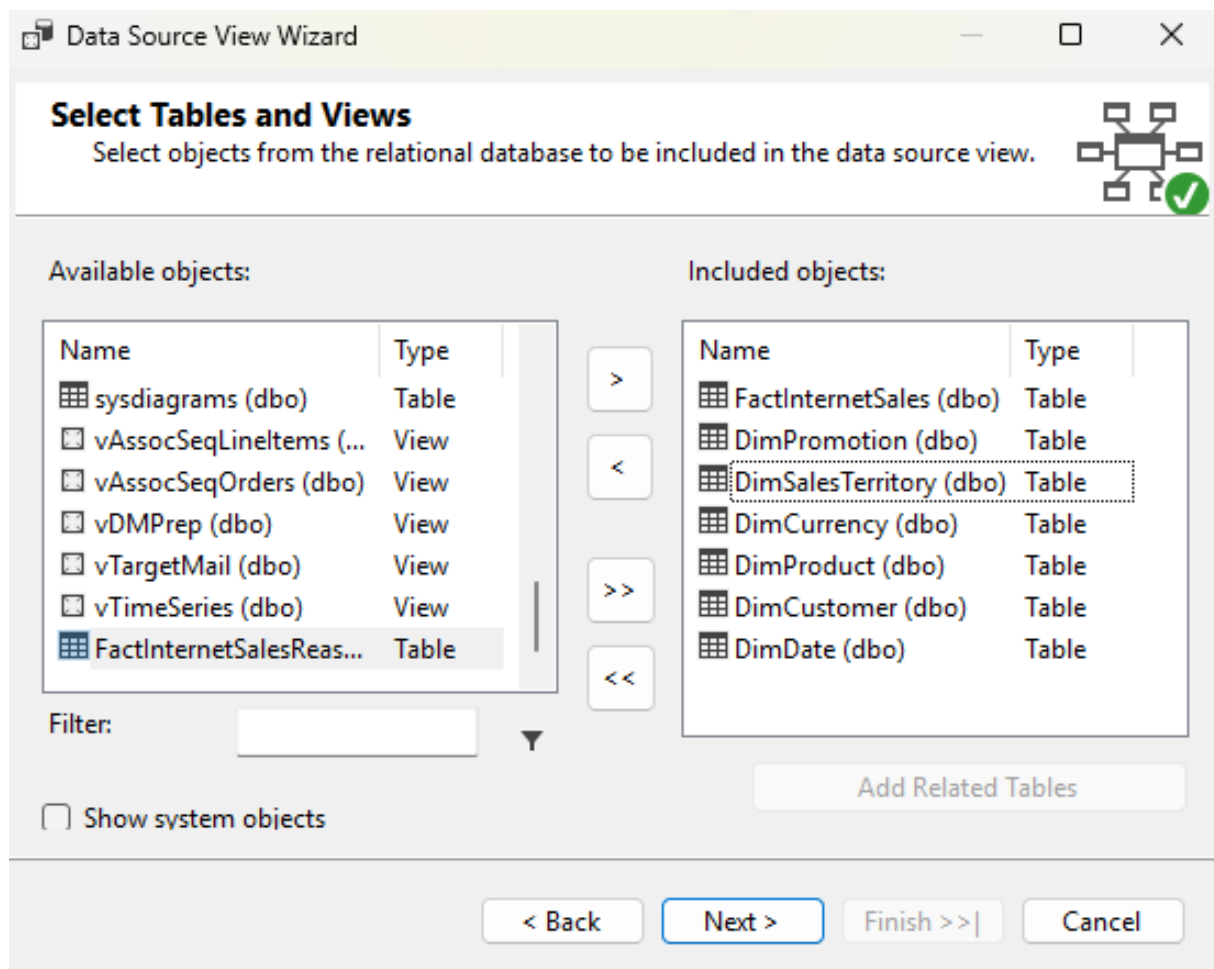 Data Source View Wizard
Select Tables and Views
Select objects from the relational database to be included in the data source view.
Available objects:
Name Type
sysdiagrams (dbo) Table
vAssocSeqLineItems (... View
vAssocSeqOrders (dbo) View
vDMPrep (dbo) View
vTargetMail (dbo) View
vTimeSeries (dbo) View
FactInternetSalesReas... Table
Filter:
Show system objects
>
<
>>
<<
Included objects:
Name Type
FactInternetSales (dbo) Table
DimPromotion (dbo) Table
DimSalesTerritory (dbo) Table
DimCurrency (dbo) Table
DimProduct (dbo) Table
DimCustomer (dbo) Table
DimDate (dbo) Table
Add Related Tables
< Back Next > Finish >>| Cancel